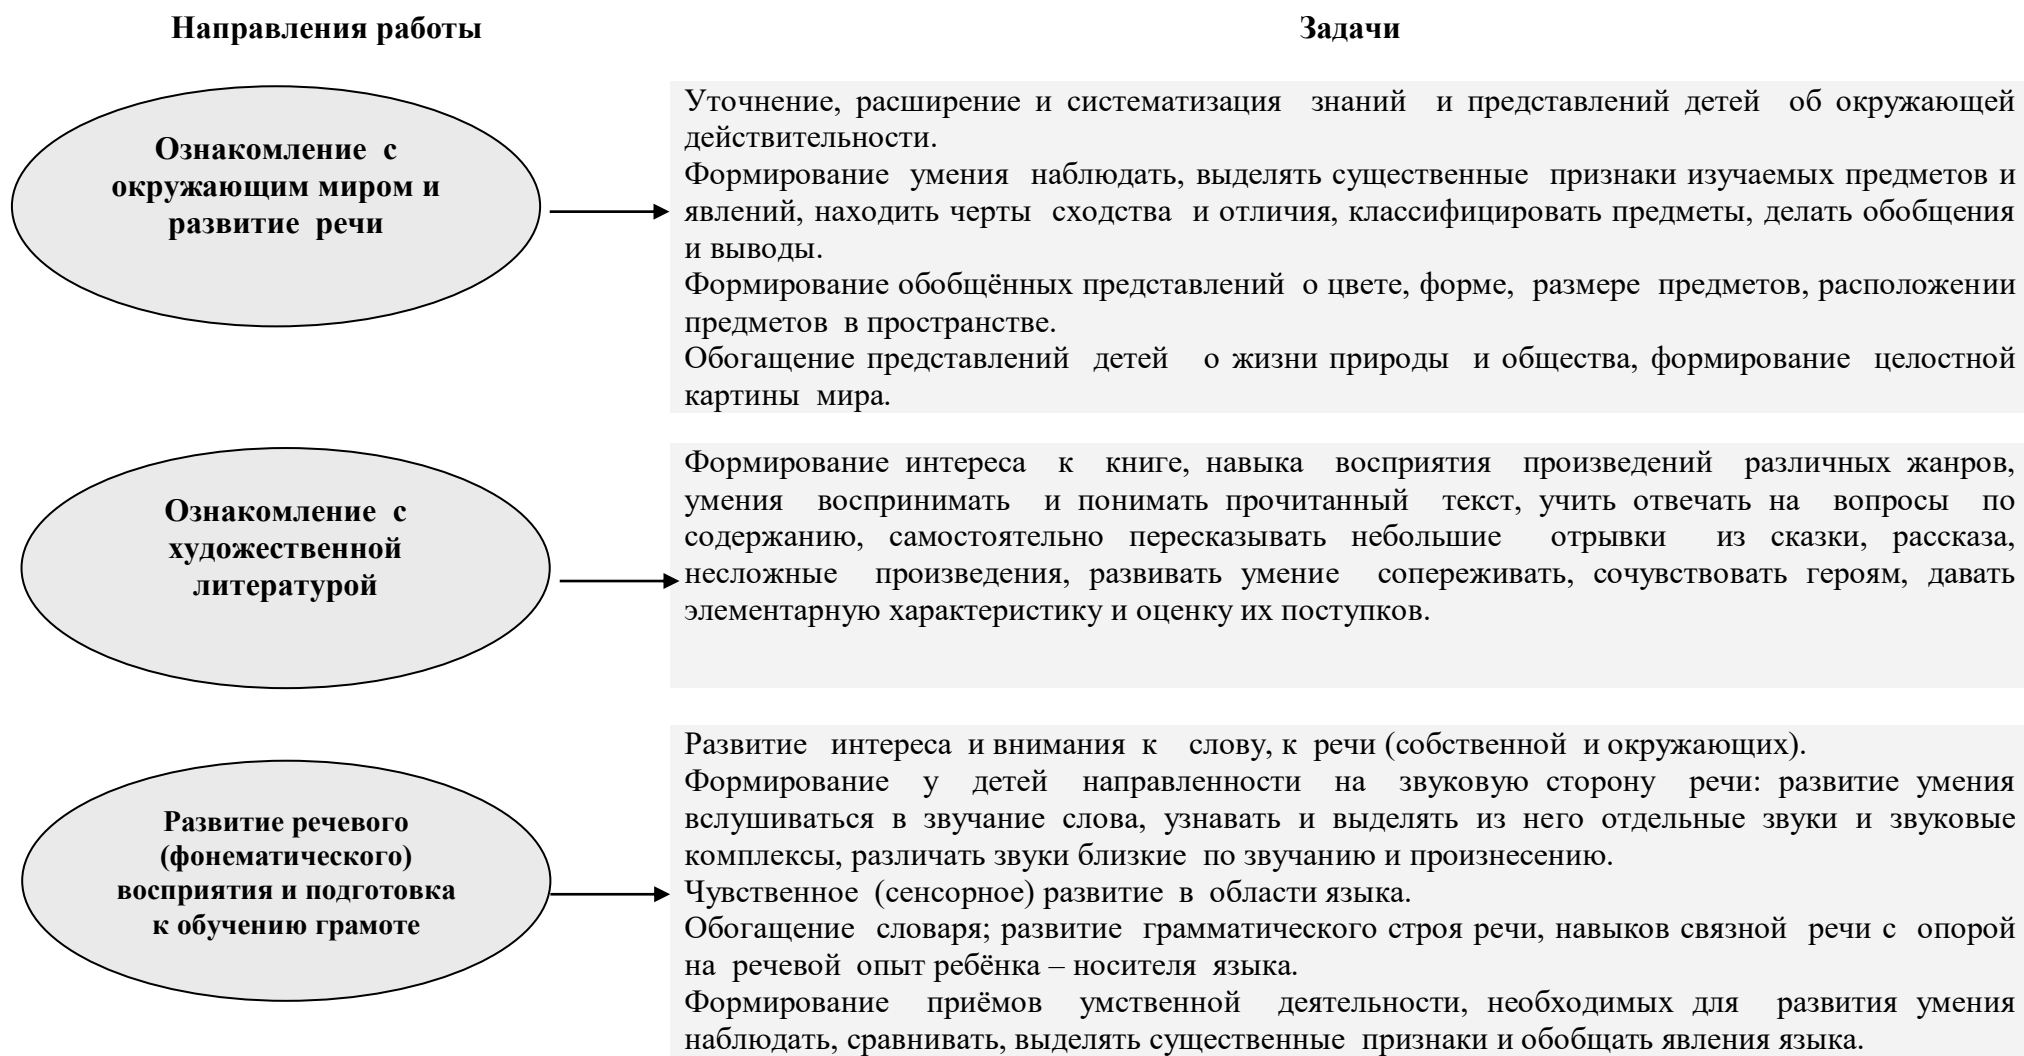 Направления работы
Задачи
Ознакомление с
окружающим миром и
развитие речи
Уточнение, расширение и систематизация знаний и представлений детей об окружающей
действительности.
Формирование умения наблюдать, выделять существенные признаки изучаемых предметов и
явлений, находить черты сходства и отличия, классифицировать предметы, делать обобщения
и выводы.
Формирование обобщённых представлений о цвете, форме, размере предметов, расположении
предметов в пространстве.
Обогащение представлений детей о жизни природы и общества, формирование целостной
картины мира.
Ознакомление с
художественной
литературой
Формирование интереса к книге, навыка восприятия произведений различных жанров,
умения воспринимать и понимать прочитанный текст, учить отвечать на вопросы по
содержанию, самостоятельно пересказывать небольшие отрывки из сказки, рассказа,
несложные произведения, развивать умение сопереживать, сочувствовать героям, давать
элементарную характеристику и оценку их поступков.
Развитие речевого
(фонематического)
восприятия и подготовка
к обучению грамоте
Развитие интереса и внимания к слову, к речи (собственной и окружающих).
Формирование у детей направленности на звуковую сторону речи: развитие умения
вслушиваться в звучание слова, узнавать и выделять из него отдельные звуки и звуковые
комплексы, различать звуки близкие по звучанию и произнесению.
Чувственное (сенсорное) развитие в области языка.
Обогащение словаря; развитие грамматического строя речи, навыков связной речи с опорой
на речевой опыт ребёнка – носителя языка.
Формирование приёмов умственной деятельности, необходимых для развития умения
наблюдать, сравнивать, выделять существенные признаки и обобщать явления языка.